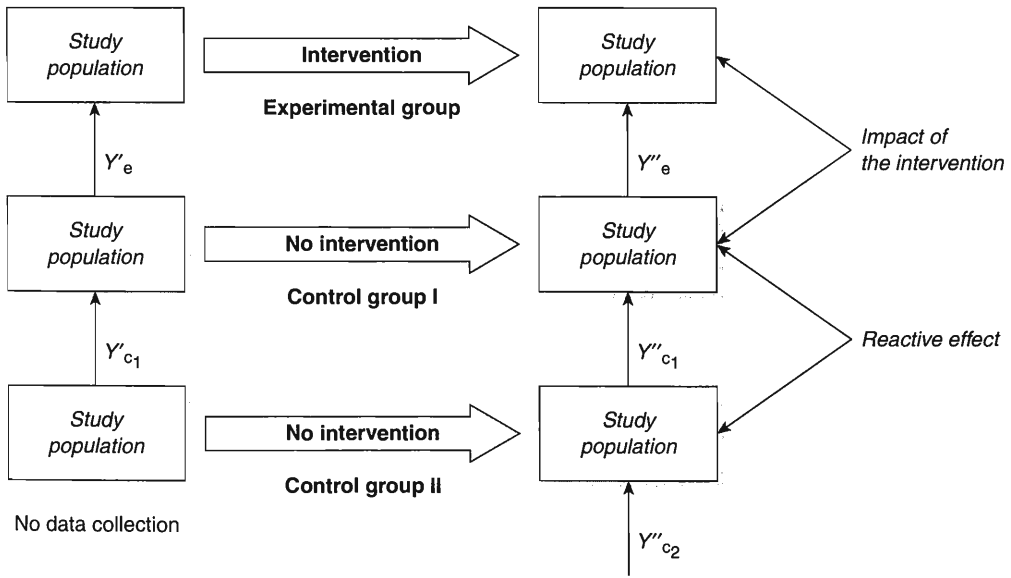 Study
population
Intervention
Experimental group
Study
population
Impact of
the intervention
Y′e
Y″e
Study
population
No intervention
Control group I
Study
population
Reactive effect
Y′c1
Y″c1
Study
population
No intervention
Control group II
Study
population
No data collection
Y″c2